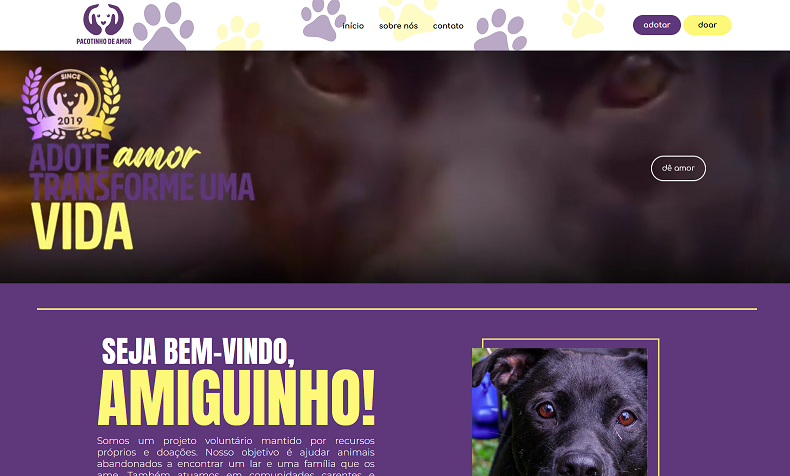 PACOTINHO DE AMOR
início
sobre nós
contato
adotar
doar
SINCE
2019
ADOTE amor
TRANSFORME UMA
VIDA
dê amor
SEJA BEM-VINDO,
AMIGUINHO!
Somos um projeto voluntário mantido por recursos
próprios e doações. Nosso objetivo é ajudar animais
abandonados a encontrar um lar e uma família que os
ame. Também atuamos em comunidades carentes e